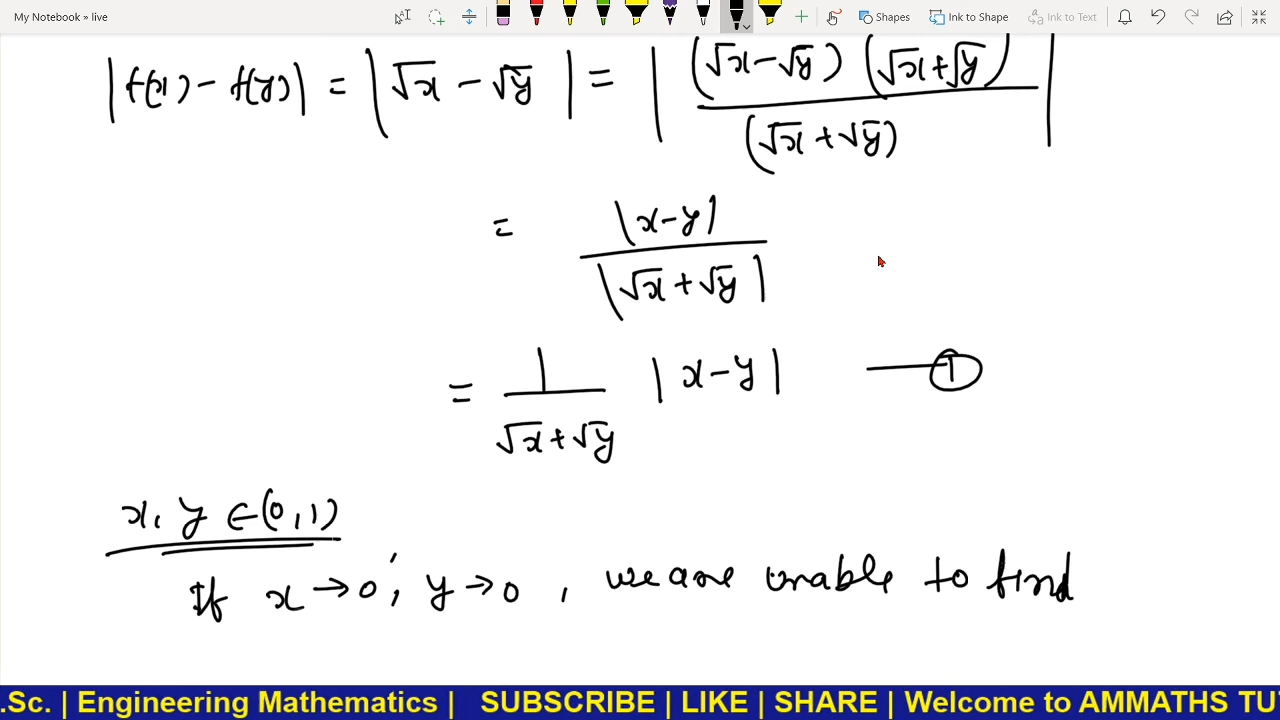 My Notebook » live
Shapes Ink to Shape Ink to Text
|f(x) - f(y)| = |√x - √y| = | (√x-√y) (√x+√y) / (√x + √y) |
= |x-y| / |√x + √y|
= 1 / √x + √y |x-y| —— ①
x, y ∈ (0, 1)
If x → 0; y → 0, we are unable to find
.Sc. | Engineering Mathematics | SUBSCRIBE | LIKE | SHARE | Welcome to AMMATHS TU